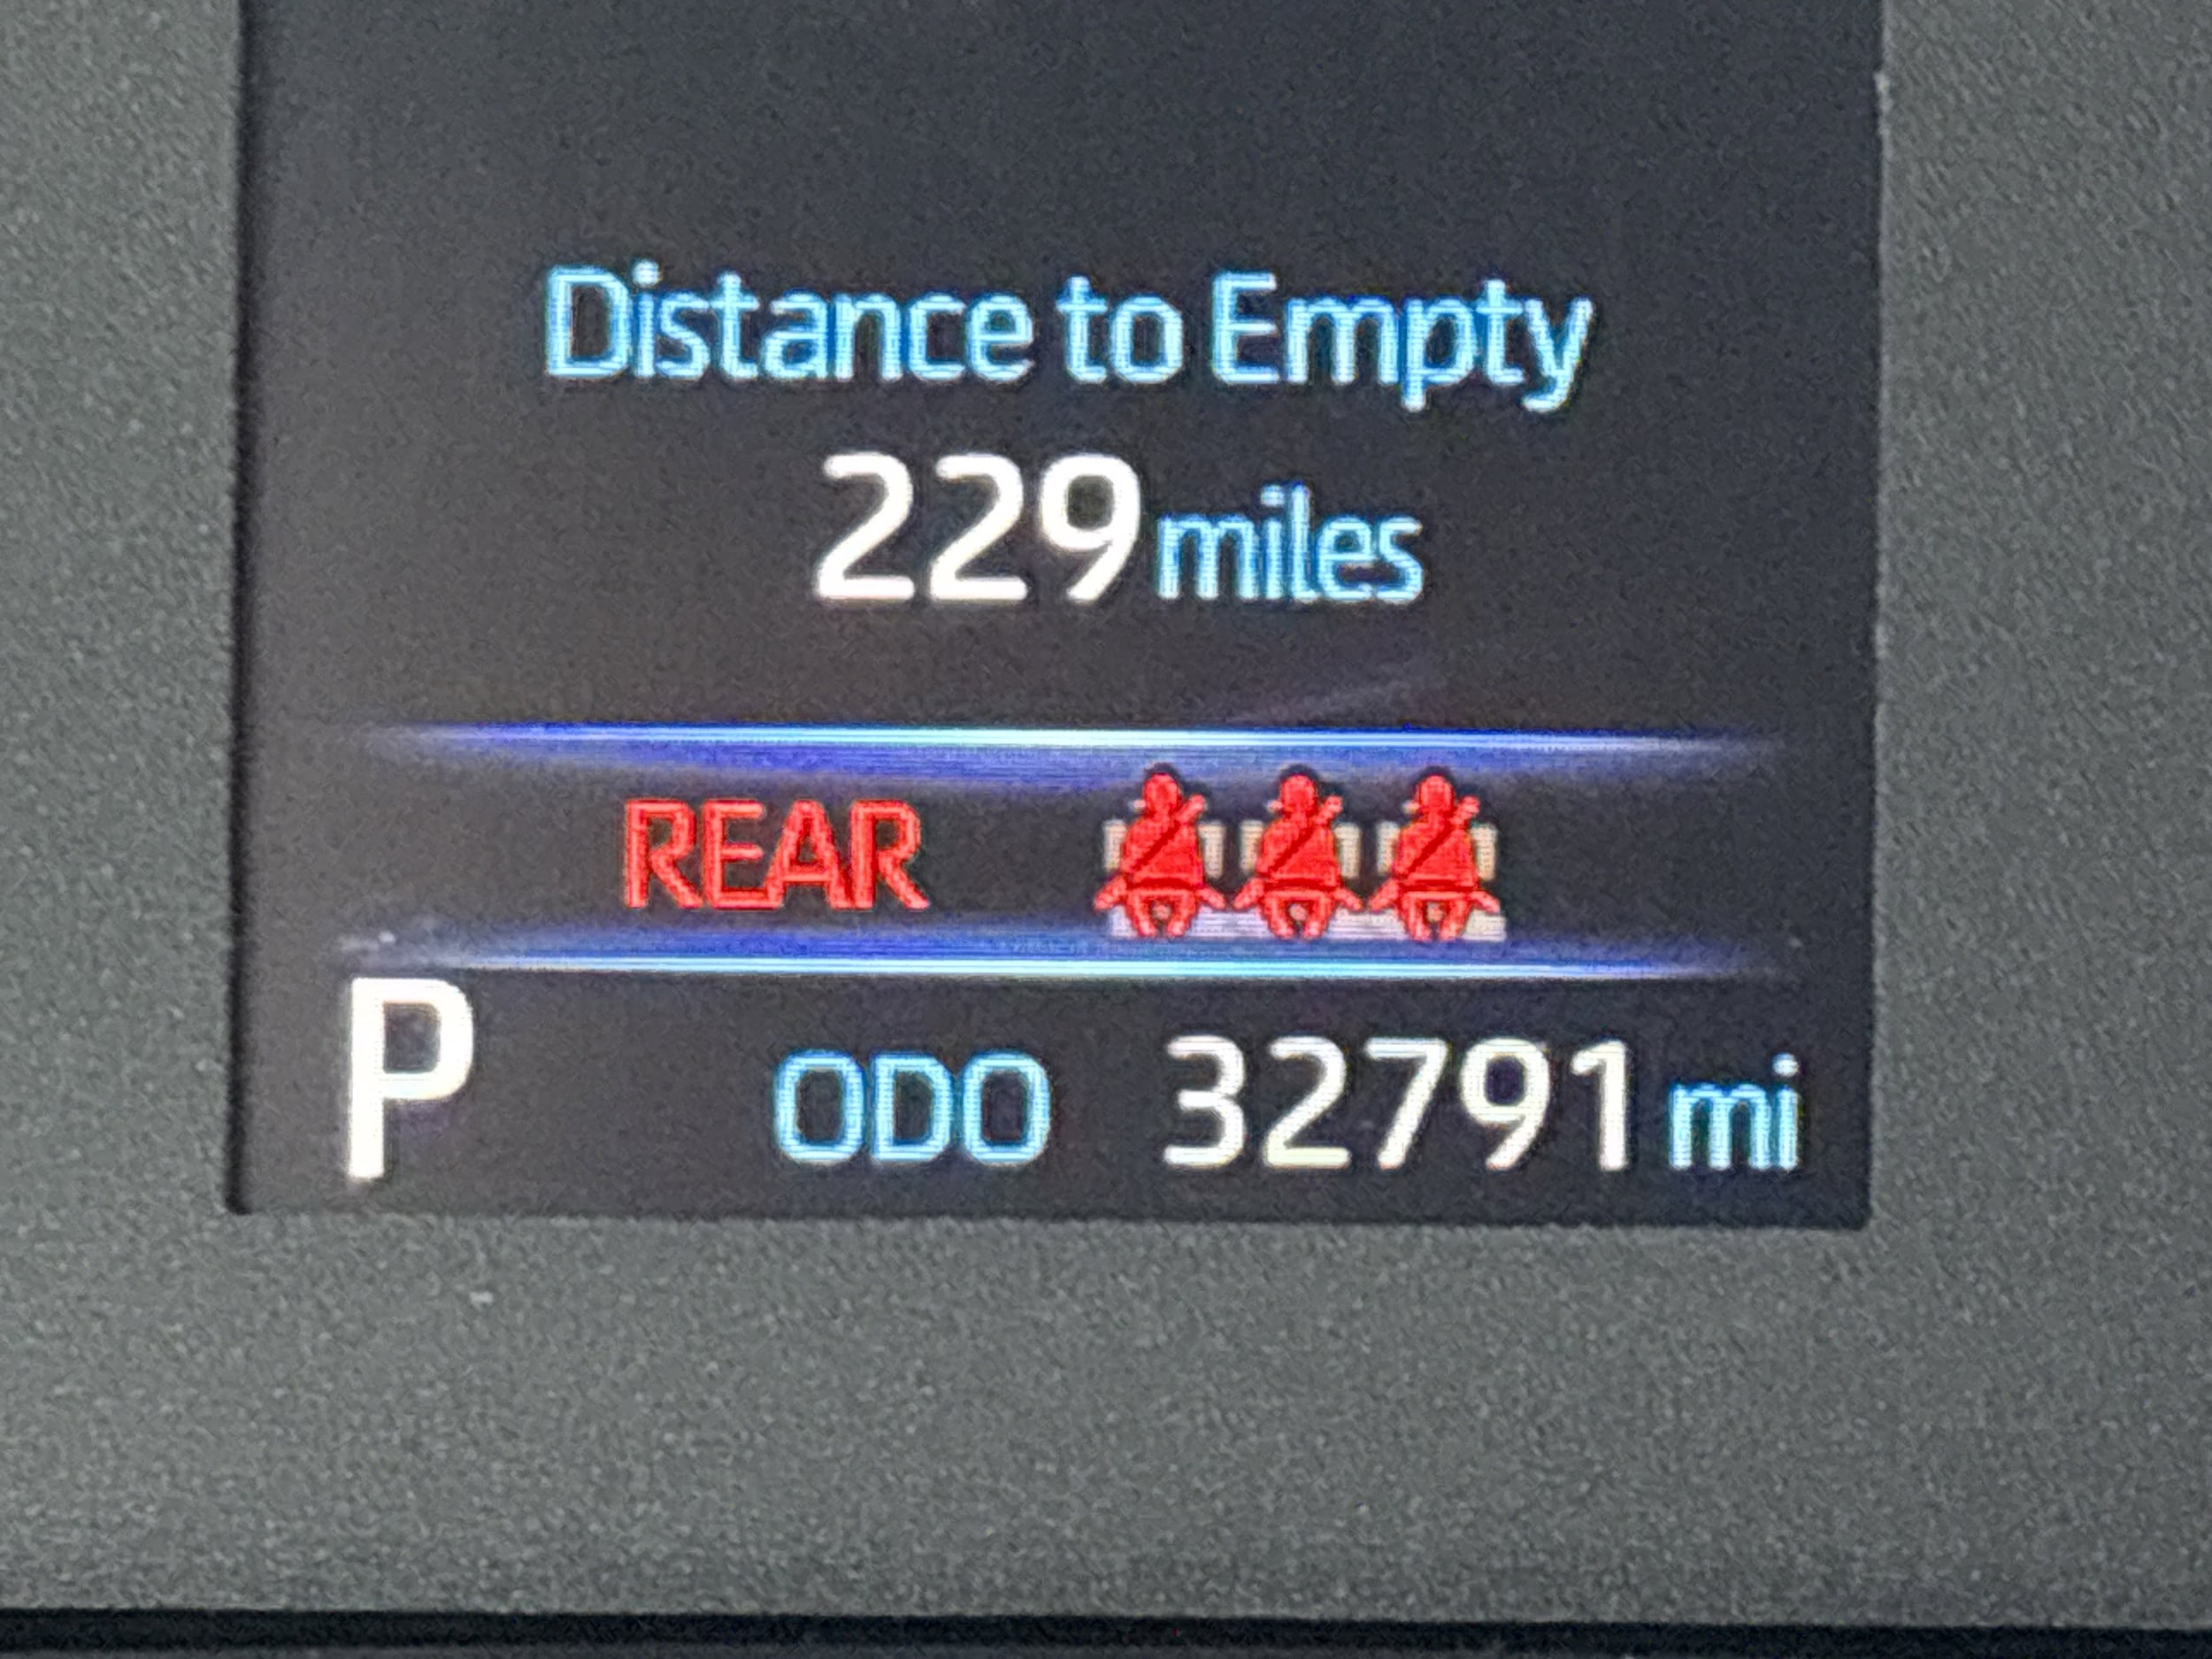 Distance to Empty
229 miles
REAR
P ODO 32791 mi